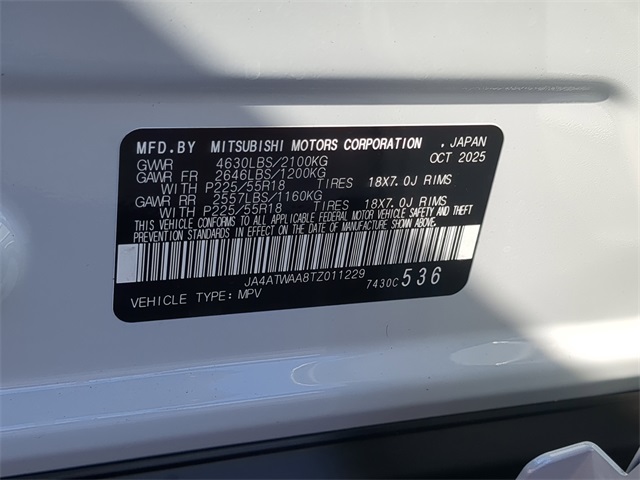 MFD.BY MITSUBISHI MOTORS CORPORATION , JAPAN
GVWR 4630LBS/2100KG OCT 2025
GAWR FR 2646LBS/1200KG
WITH P225/55R18 TIRES 18X7.0J RIMS
GAWR RR 2557LBS/1160KG
WITH P225/55R18 TIRES 18X7.0J RIMS
THIS VEHICLE CONFORMS TO ALL APPLICABLE FEDERAL MOTOR VEHICLE SAFETY AND THEFT
PREVENTION STANDARDS IN EFFECT ON THE DATE OF MANUFACTURE SHOWN ABOVE.
JA4ATWAA8TZ011229
VEHICLE TYPE: MPV 7430C 536